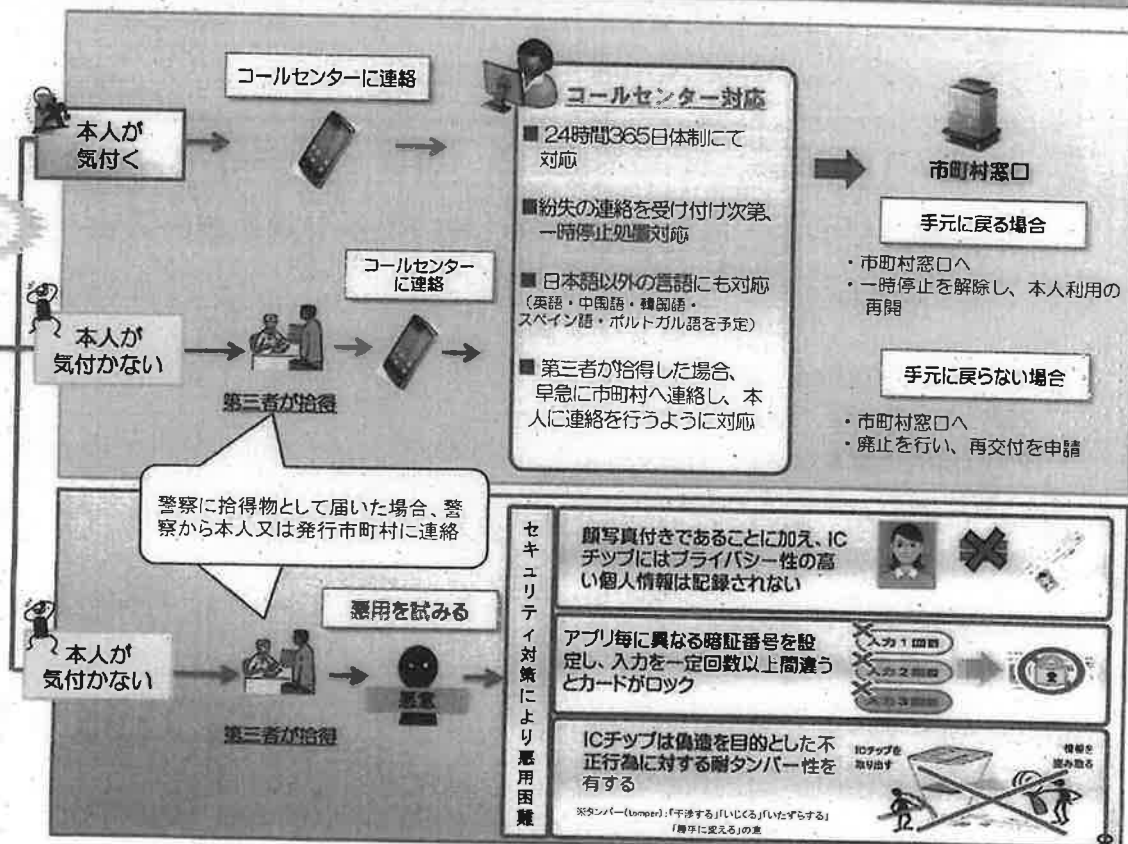 本人が
気付く
コールセンターに連絡
コールセンター対応
■ 24時間365日体制にて
対応
■紛失の連絡を受け付け次第、
一時停止処置対応
■ 日本語以外の言語にも対応
(英語・中国語・韓国語・
スペイン語・ポルトガル語を予定)
■ 第三者が拾得した場合、
早急に市町村へ連絡し、本
人に連絡を行うように対応
市町村窓口
手元に戻る場合
・市町村窓口へ
・一時停止を解除し、本人利用の
再開
手元に戻らない場合
・市町村窓口へ
・廃止を行い、再交付を申請
本人が
気付かない
第三者が拾得
コールセンター
に連絡
警察に拾得物として届いた場合、警
察から本人又は発行市町村に連絡
本人が
気付かない
第三者が拾得
悪用を試みる
悪意
セキュリティ対策により悪用困難
顔写真付きであることに加え、IC
チップにはプライバシー性の高
い個人情報は記録されない
アプリ毎に異なる暗証番号を設
定し、入力を一定回数以上間違う
とカードがロック
入力1回目
入力2回目
入力3回目
ICチップは偽造を目的とした不
正行為に対する耐タンパー性を
有する
※タンパー(tamper):「干渉する」「いじくる」「いたずらする」
「勝手に変える」の意
ICチップを
取り出す
情報を
読み取る